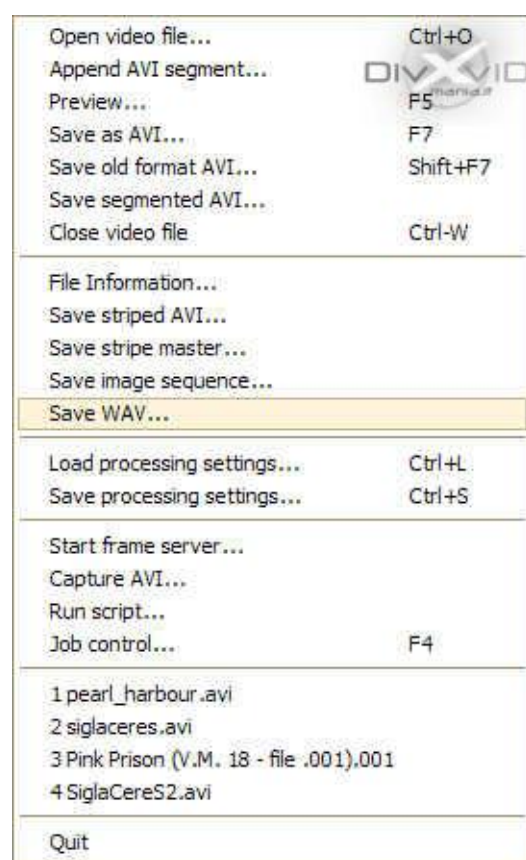 Open video file... Ctrl+O
Append AVI segment...
DIVXVID
mania.it
Preview... F5
Save as AVI... F7
Save old format AVI... Shift+F7
Save segmented AVI...
Close video file Ctrl-W
File Information...
Save striped AVI...
Save stripe master...
Save image sequence...
Save WAV...
Load processing settings... Ctrl+L
Save processing settings... Ctrl+S
Start frame server...
Capture AVI...
Run script...
Job control... F4
1 pearl_harbour.avi
2 siglaceres.avi
3 Pink Prison (V.M. 18 - file .001).001
4 SiglaCereS2.avi
Quit